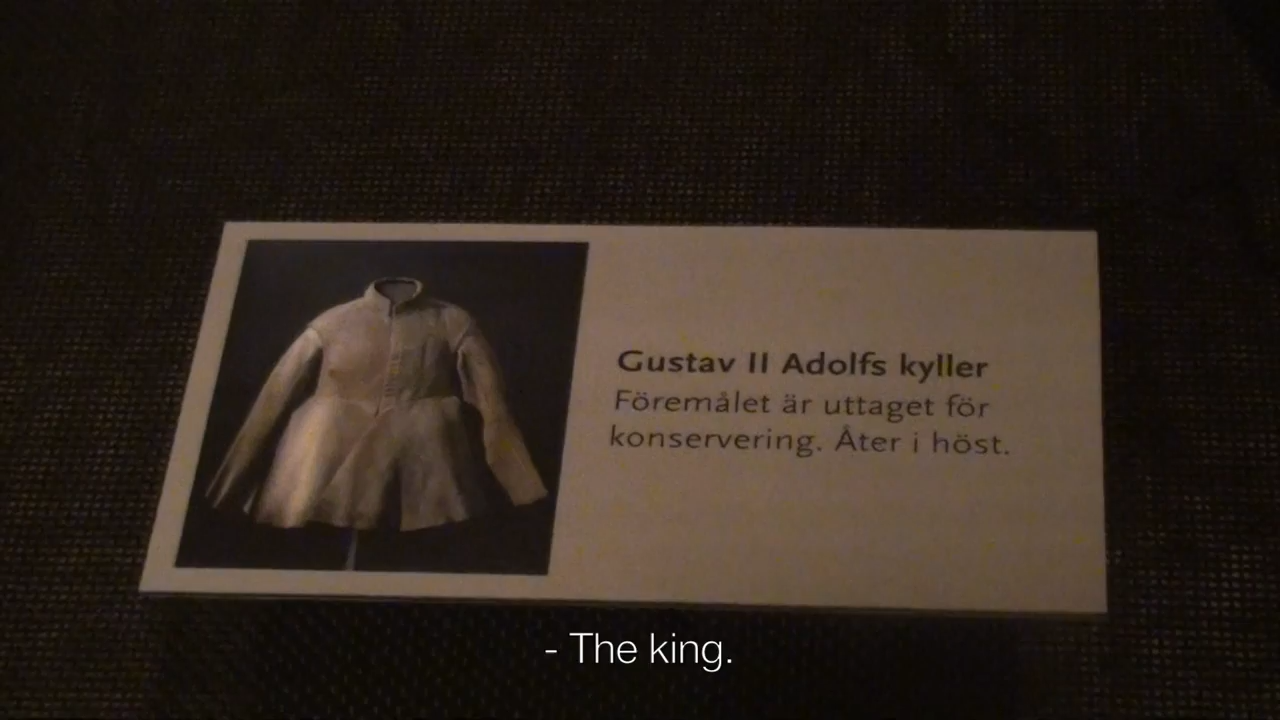 Gustav II Adolfs kyller
Föremålet är uttaget för
konservering. Åter i höst.
- The king.